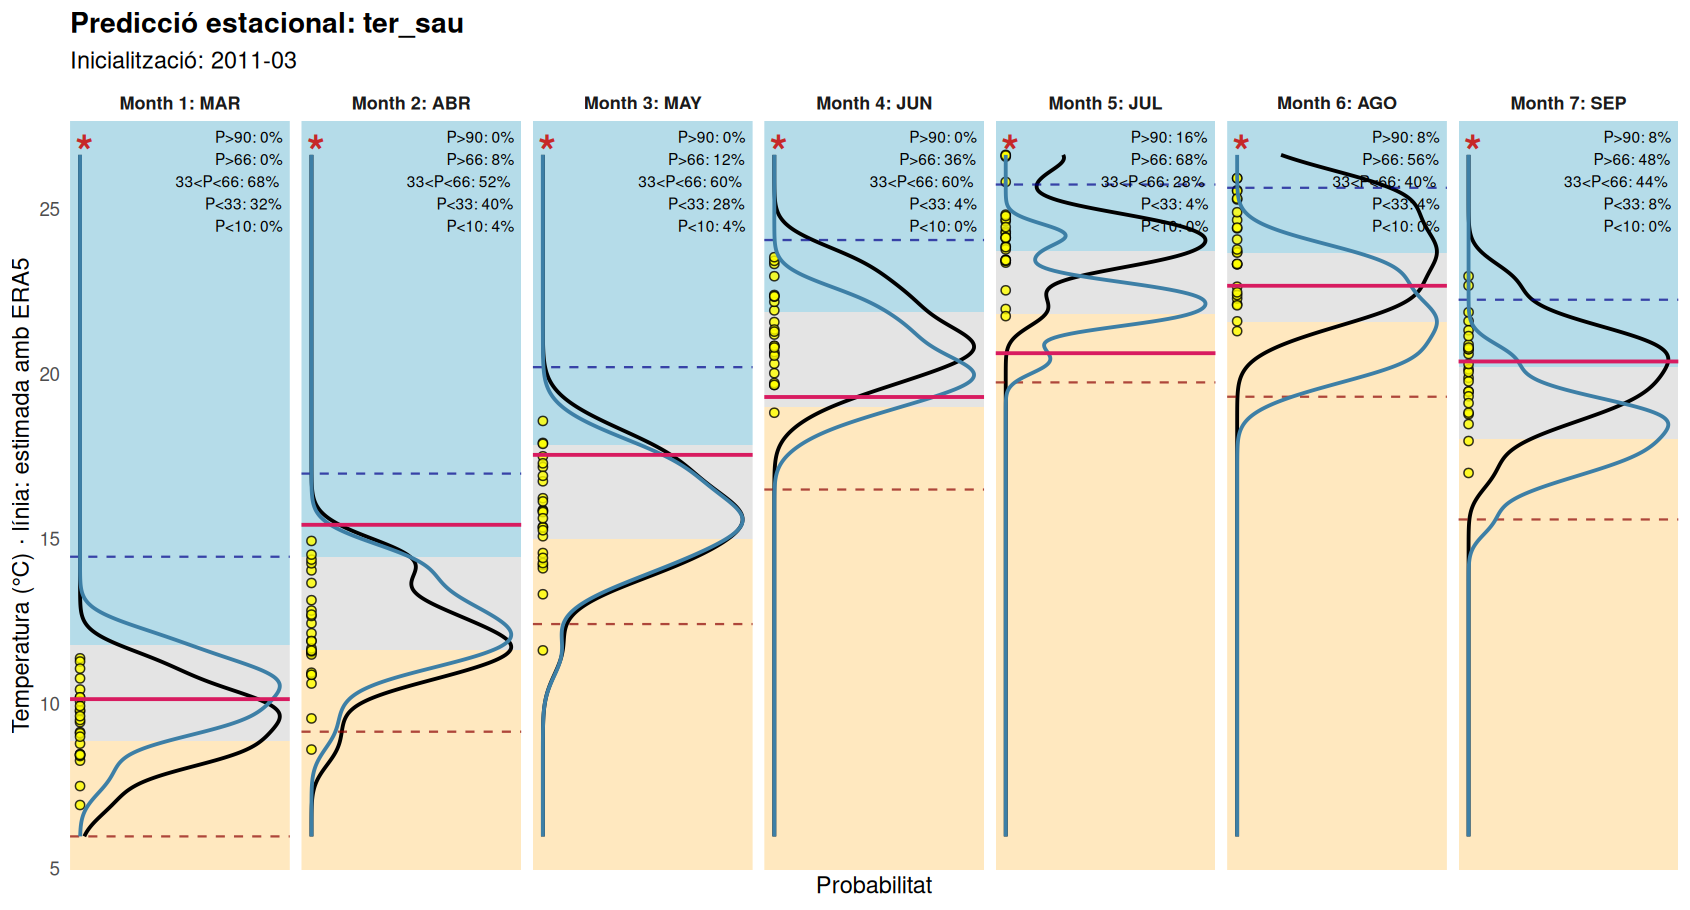 Predicció estacional: ter_sau
Inicialització: 2011-03
Month 1: MAR
Month 2: ABR
Month 3: MAY
Month 4: JUN
Month 5: JUL
Month 6: AGO
Month 7: SEP
*
P>90: 0%
P>66: 0%
33<P<66: 68%
P<33: 32%
P<10: 0%
*
P>90: 0%
P>66: 8%
33<P<66: 52%
P<33: 40%
P<10: 4%
*
P>90: 0%
P>66: 12%
33<P<66: 60%
P<33: 28%
P<10: 4%
*
P>90: 0%
P>66: 36%
33<P<66: 60%
P<33: 4%
P<10: 0%
*
P>90: 16%
P>66: 68%
33<P<66: 28%
P<33: 4%
P<10: 0%
*
P>90: 8%
P>66: 56%
33<P<66: 40%
P<33: 4%
P<10: 0%
*
P>90: 8%
P>66: 48%
33<P<66: 44%
P<33: 8%
P<10: 0%
Temperatura (°C) · línia: estimada amb ERA5
25
20
15
10
5
Probabilitat